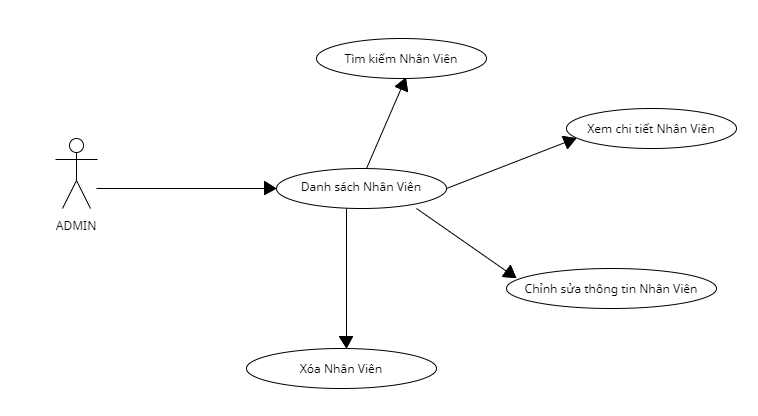 Tìm kiếm Nhân Viên
Xem chi tiết Nhân Viên
Danh sách Nhân Viên
ADMIN
Chỉnh sửa thông tin Nhân Viên
Xóa Nhân Viên